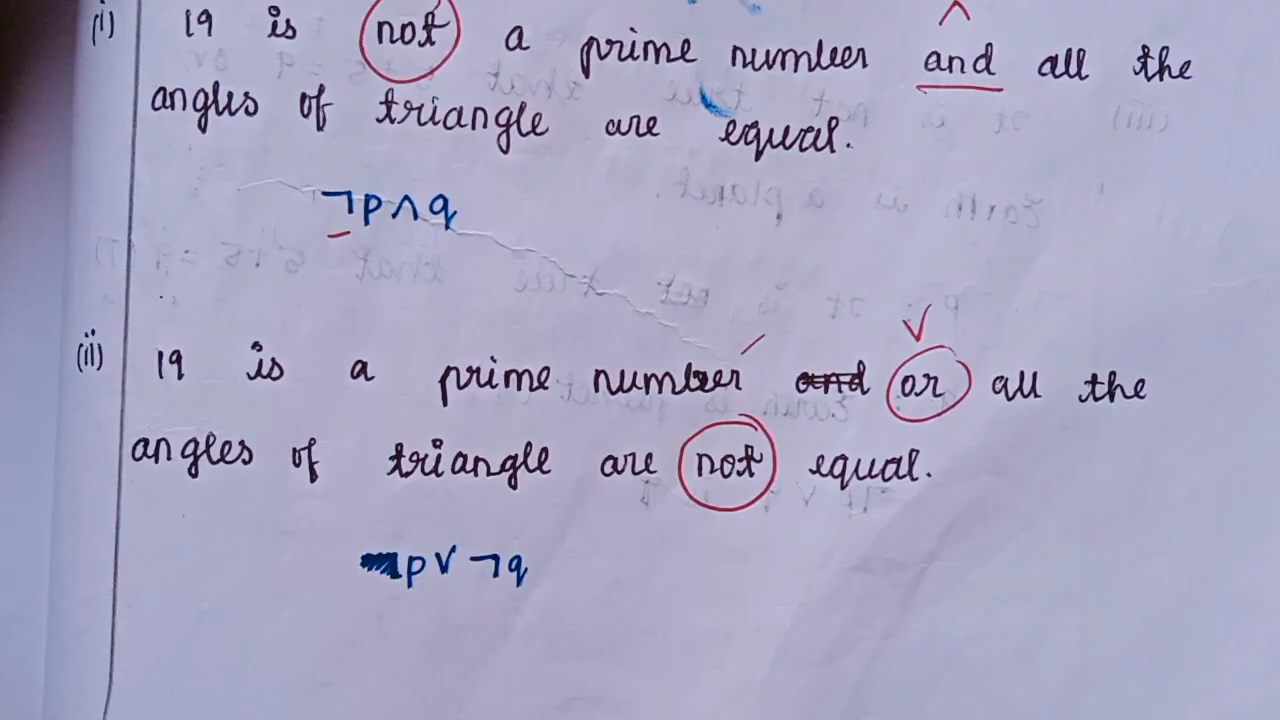 ^
(i) 19 is not a prime number and all the
angles of triangle are equal.
¬p∧q
∨
(ii) 19 is a prime number and or all the
angles of triangle are not equal.
p∨ ¬q